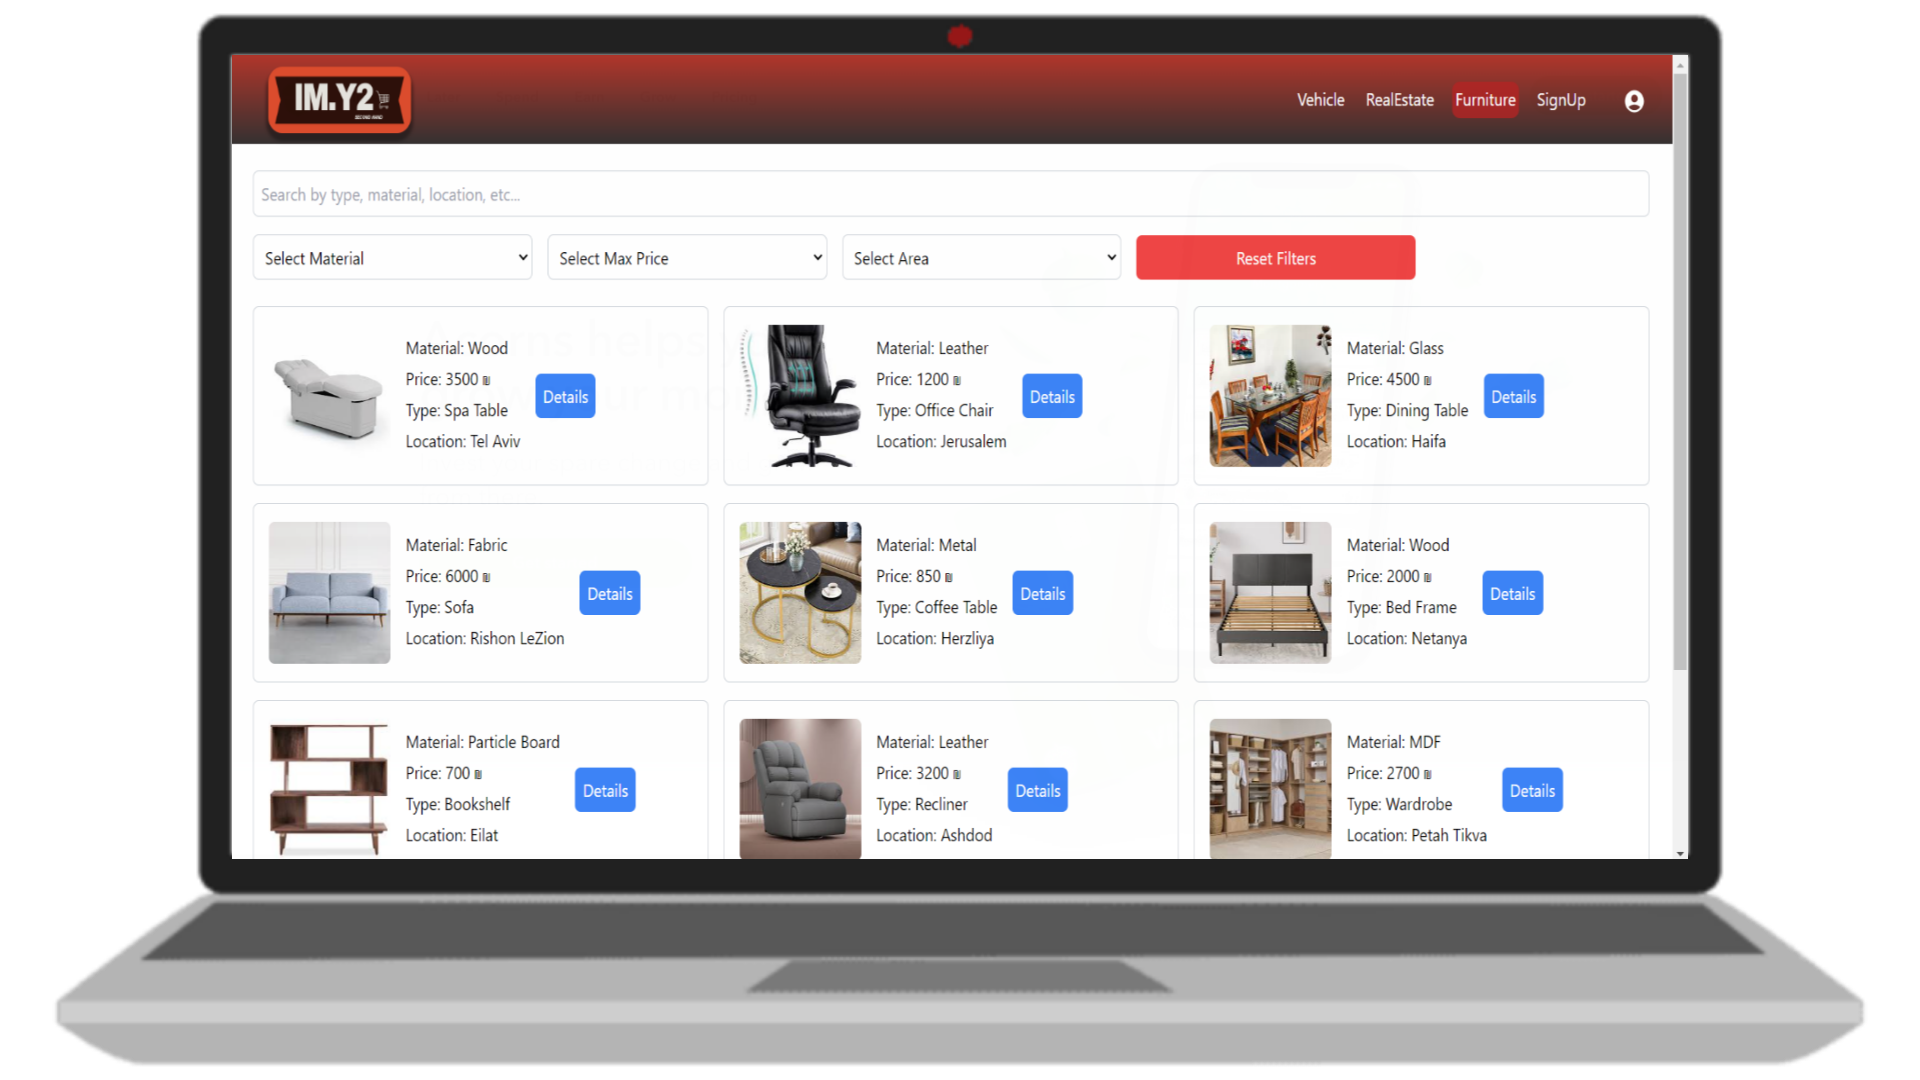 IM.Y2
Vehicle
RealEstate
Furniture
SignUp
Search by type, material, location, etc...
Select Material
Select Max Price
Select Area
Reset Filters
Material: Wood
Price: 3500 ₪
Type: Spa Table
Location: Tel Aviv
Details
Material: Leather
Price: 1200 ₪
Type: Office Chair
Location: Jerusalem
Details
Material: Glass
Price: 4500 ₪
Type: Dining Table
Location: Haifa
Details
Material: Fabric
Price: 6000 ₪
Type: Sofa
Location: Rishon LeZion
Details
Material: Metal
Price: 850 ₪
Type: Coffee Table
Location: Herzliya
Details
Material: Wood
Price: 2000 ₪
Type: Bed Frame
Location: Netanya
Details
Material: Particle Board
Price: 700 ₪
Type: Bookshelf
Location: Eilat
Details
Material: Leather
Price: 3200 ₪
Type: Recliner
Location: Ashdod
Details
Material: MDF
Price: 2700 ₪
Type: Wardrobe
Location: Petah Tikva
Details